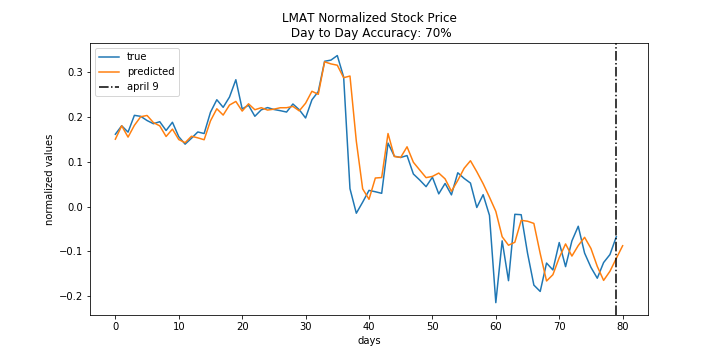 LMAT Normalized Stock Price
Day to Day Accuracy: 70%
true
predicted
april 9
normalized values
0.3
0.2
0.1
0.0
−0.1
−0.2
0 10 20 30 40 50 60 70 80
days